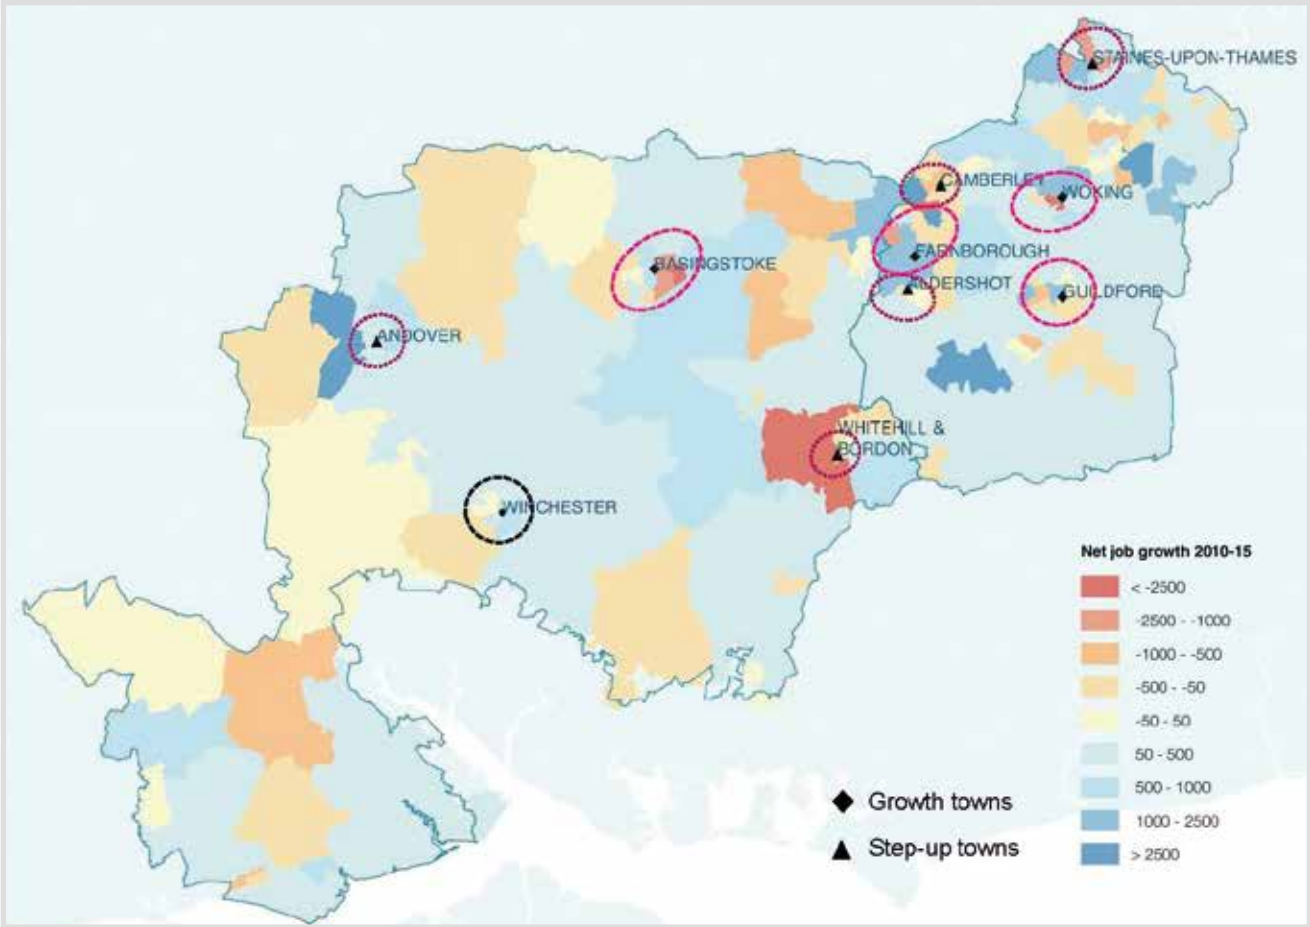 STAINES-UPON-THAMES
CAMBERLEY
WOKING
FARNBOROUGH
BASINGSTOKE
ALDERSHOT
GUILDFORD
ANDOVER
WHITEHILL &
BORDON
WINCHESTER
Net job growth 2010-15
< -2500
-2500 - -1000
-1000 - -500
-500 - -50
-50 - 50
50 - 500
500 - 1000
1000 - 2500
> 2500
Growth towns
Step-up towns